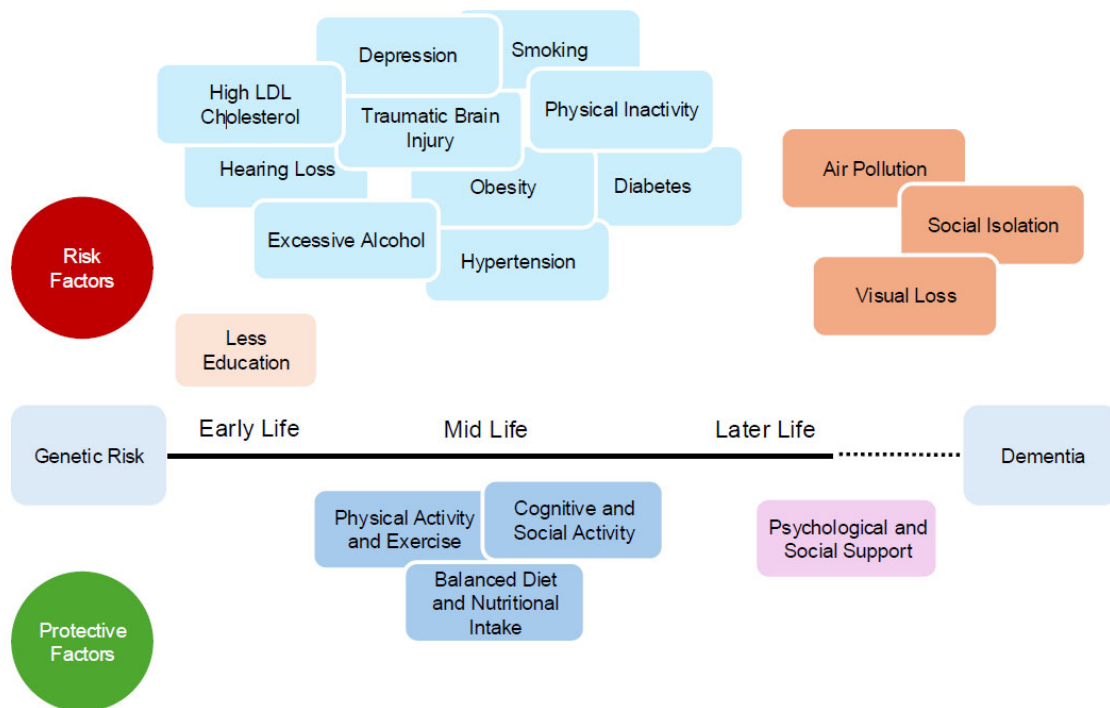 Depression
Smoking
High LDL
Cholesterol
Traumatic Brain
Injury
Physical Inactivity
Hearing Loss
Obesity
Diabetes
Air Pollution
Social Isolation
Excessive Alcohol
Hypertension
Visual Loss
Risk
Factors
Less
Education
Early Life
Mid Life
Later Life
Genetic Risk
Dementia
Physical Activity
and Exercise
Cognitive and
Social Activity
Psychological and
Social Support
Balanced Diet
and Nutritional
Intake
Protective
Factors